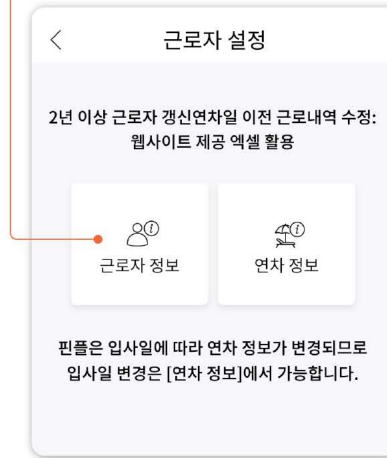 근로자 설정
2년 이상 근로자 갱신연차일 이전 근로내역 수정:
웹사이트 제공 엑셀 활용
근로자 정보
연차 정보
핀플은 입사일에 따라 연차 정보가 변경되므로
입사일 변경은 [연차 정보]에서 가능합니다.